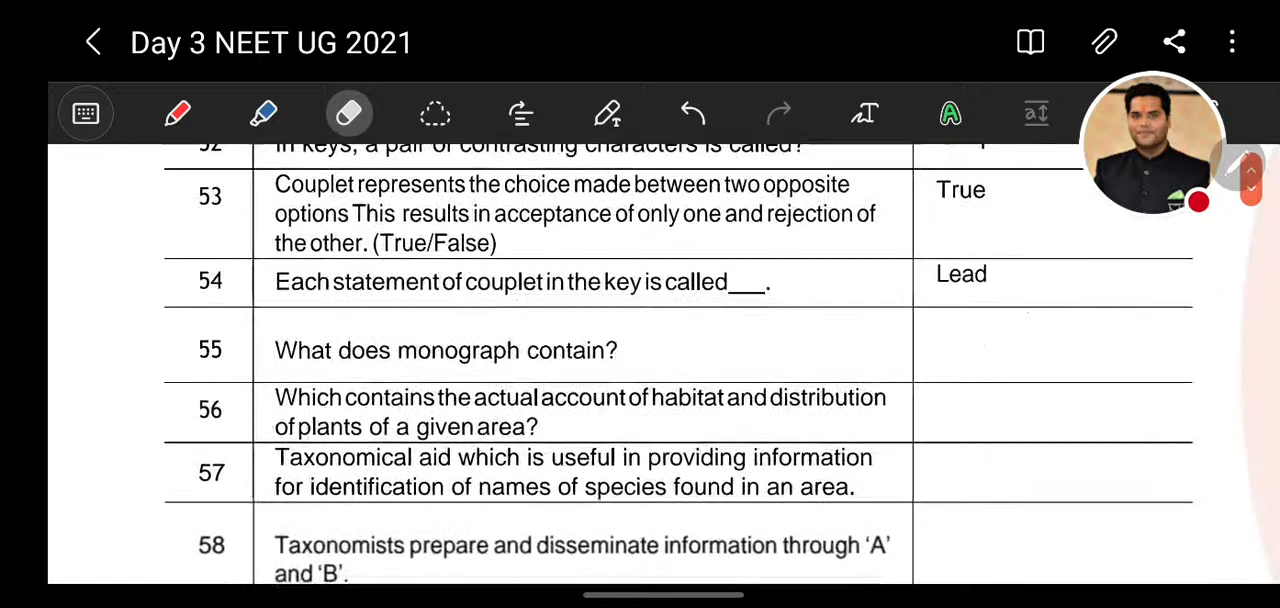 Day 3 NEET UG 2021
In keys, a pair of contrasting characters is called?
53
Couplet represents the choice made between two opposite
options This results in acceptance of only one and rejection of
the other. (True/False)
True
54
Each statement of couplet in the key is called___.
Lead
55
What does monograph contain?
56
Which contains the actual account of habitat and distribution
of plants of a given area?
57
Taxonomical aid which is useful in providing information
for identification of names of species found in an area.
58
Taxonomists prepare and disseminate information through ‘A’
and ‘B’.